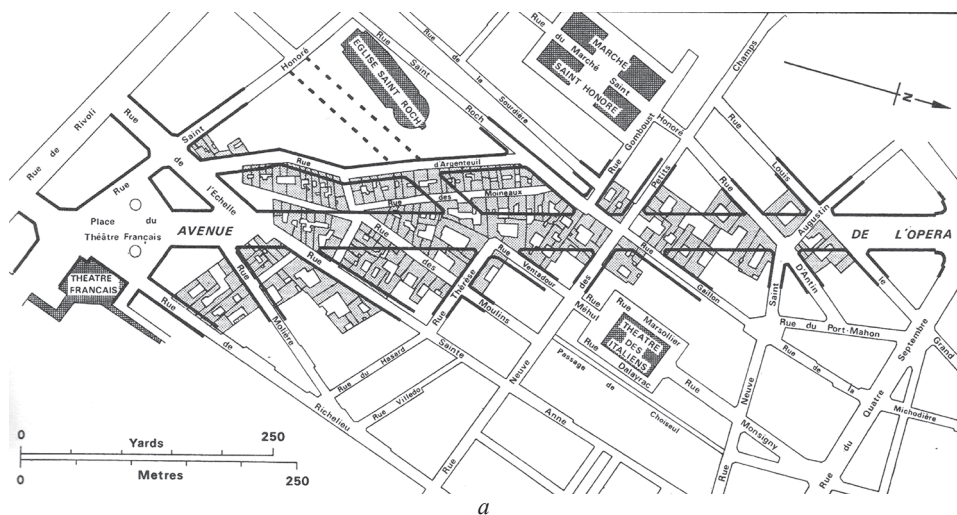 Rue de Rivoli
Rue Saint Honoré
EGLISE SAINT ROCH
Rue Saint Roch
Rue de la Sourdière
Rue du Marché Saint Honoré
MARCHE SAINT HONORE
Rue Gomboust
Rue des Petits Champs
N
Rue de l'Echelle
Rue d'Argenteuil
Rue des Moineaux
Rue Louis
Place du Théâtre Français
AVENUE DE L'OPERA
THEATRE FRANCAIS
Rue de Richelieu
Rue Molière
Rue des Moulins
Rue Thérèse
Rue Ventadour
Rue Gaillon
Rue D'Antin
Rue Neuve Saint Augustin
Rue du Hasard
Rue Villedo
Rue Sainte Anne
Rue Neuve des
Rue Méhul
Rue Marsollier
THEATRE DES ITALIENS
Rue Dalayrac
Passage de Choiseul
Rue Monsigny
Rue du Port-Mahon
Rue de la Michodière
Rue du Quatre Septembre
Grand
0 250
Yards
Metres
0 250
a